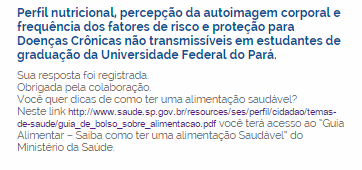 Perfil nutricional, percepção da autoimagem corporal e
frequência dos fatores de risco e proteção para
Doenças Crônicas não transmissíveis em estudantes de
graduação da Universidade Federal do Pará.
Sua resposta foi registrada.
Obrigada pela colaboração.
Você quer dicas de como ter uma alimentação saudável?
Neste link http://www.saude.sp.gov.br/resources/ses/perfil/cidadao/temas-
de-saude/guia_de_bolso_sobre_alimentacao.pdf você terá acesso ao "Guia
Alimentar – Saiba como ter uma alimentação Saudável" do
Ministério da Saúde.